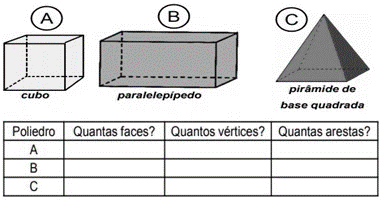 A
B
C
cubo
paralelepípedo
pirâmide de
base quadrada
Poliedro Quantas faces? Quantos vértices? Quantas arestas?
A
B
C